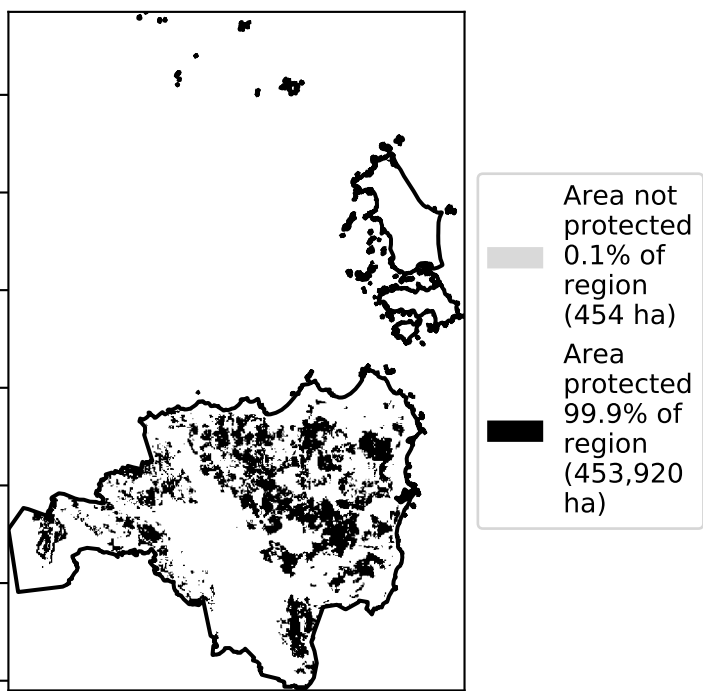 Area not
protected
0.1% of
region
(454 ha)
Area
protected
99.9% of
region
(453,920
ha)